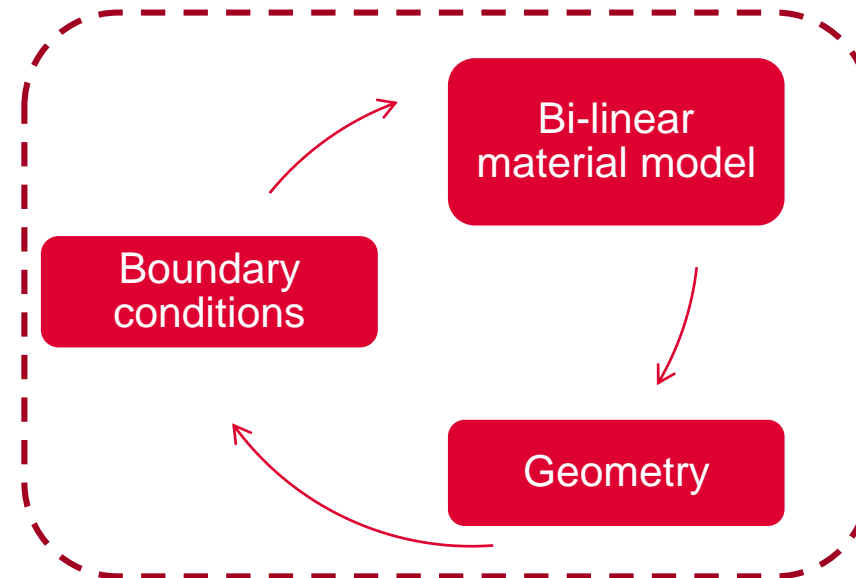 Bi-linear
material model
Boundary
conditions
Geometry